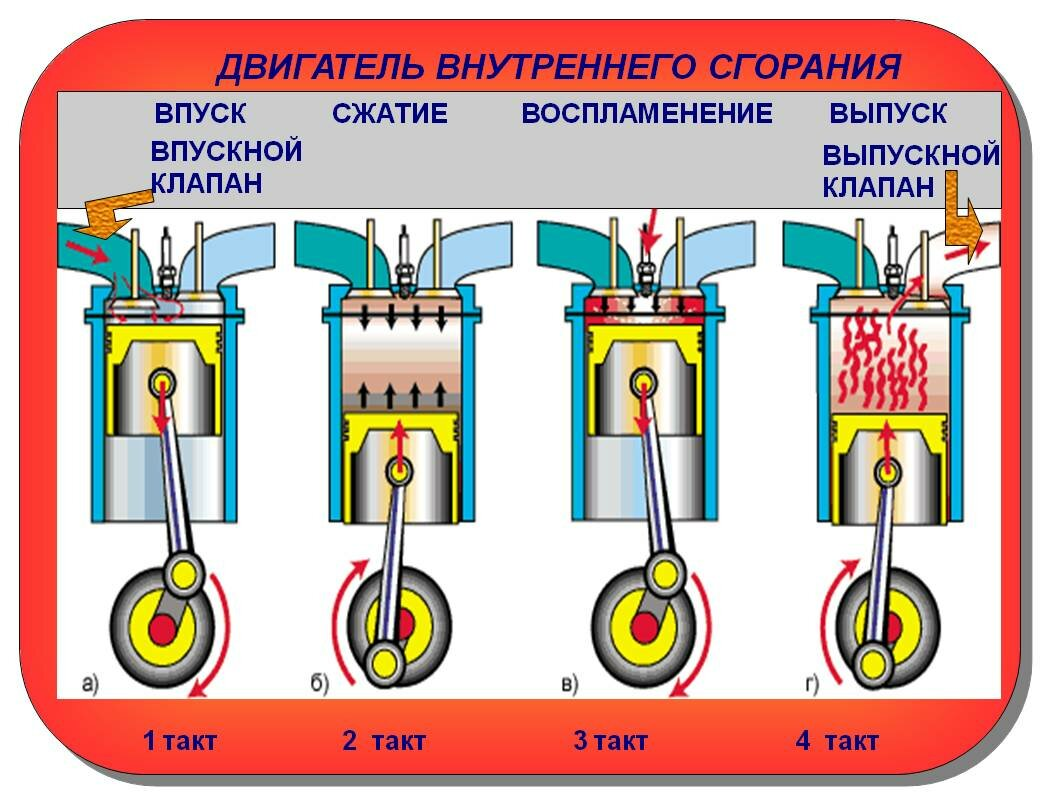 ДВИГАТЕЛЬ ВНУТРЕННЕГО СГОРАНИЯ
ВПУСК СЖАТИЕ ВОСПЛАМЕНЕНИЕ ВЫПУСК
ВПУСКНОЙ
КЛАПАН
ВЫПУСКНОЙ
КЛАПАН
а) б) в) г)
1 такт 2 такт 3 такт 4 такт